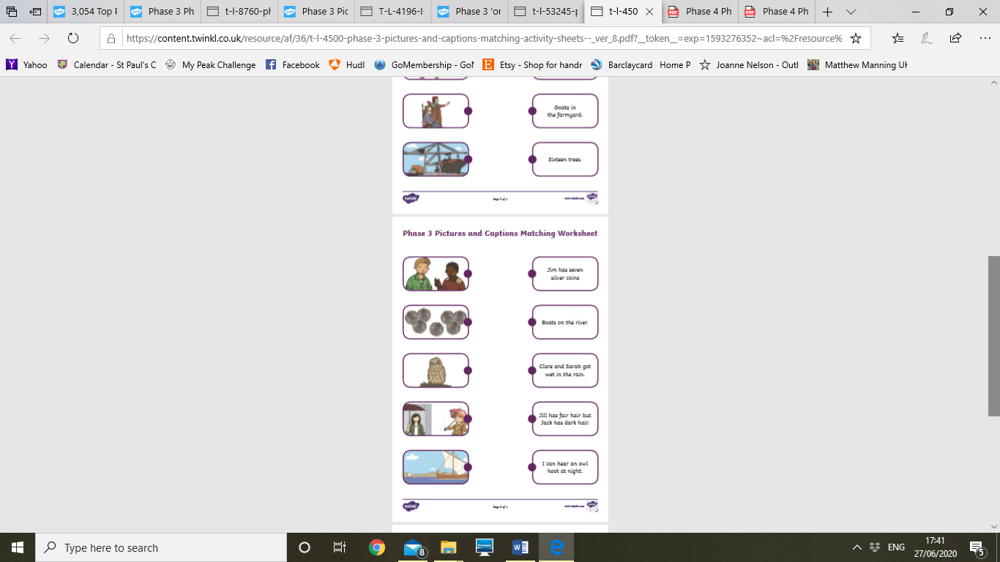 3,054 Top F
Phase 3 Ph
t-l-8760-ph
Phase 3 Pic
T-L-4196-I
Phase 3 'or
t-l-53245-p
t-l-450
Phase 4 Ph
Phase 4 Ph
https://content.twinkl.co.uk/resource/af/36/t-l-4500-phase-3-pictures-and-captions-matching-activity-sheets--_ver_8.pdf?__token__=exp=1593276352~acl=%2Fresource%
Yahoo
Calendar - St Paul's C
My Peak Challenge
Facebook
Hudl
GoMembership - GoM
Etsy - Shop for handr
Barclaycard
Home P
Joanne Nelson - Outl
Matthew Manning UK
Goats in
the farmyard.
Sixteen trees.
twinkl
visit twinkl.com
Phase 3 Pictures and Captions Matching Worksheet
Jim has seven
silver coins
Boats on the river.
Clare and Sarah got
wet in the rain.
Jill has fair hair but
Jack has dark hair.
I can hear an owl
hoot at night.
twinkl
Page 3 of 4
visit twinkl.com
Type here to search
8
ENG
17:41
27/06/2020
5